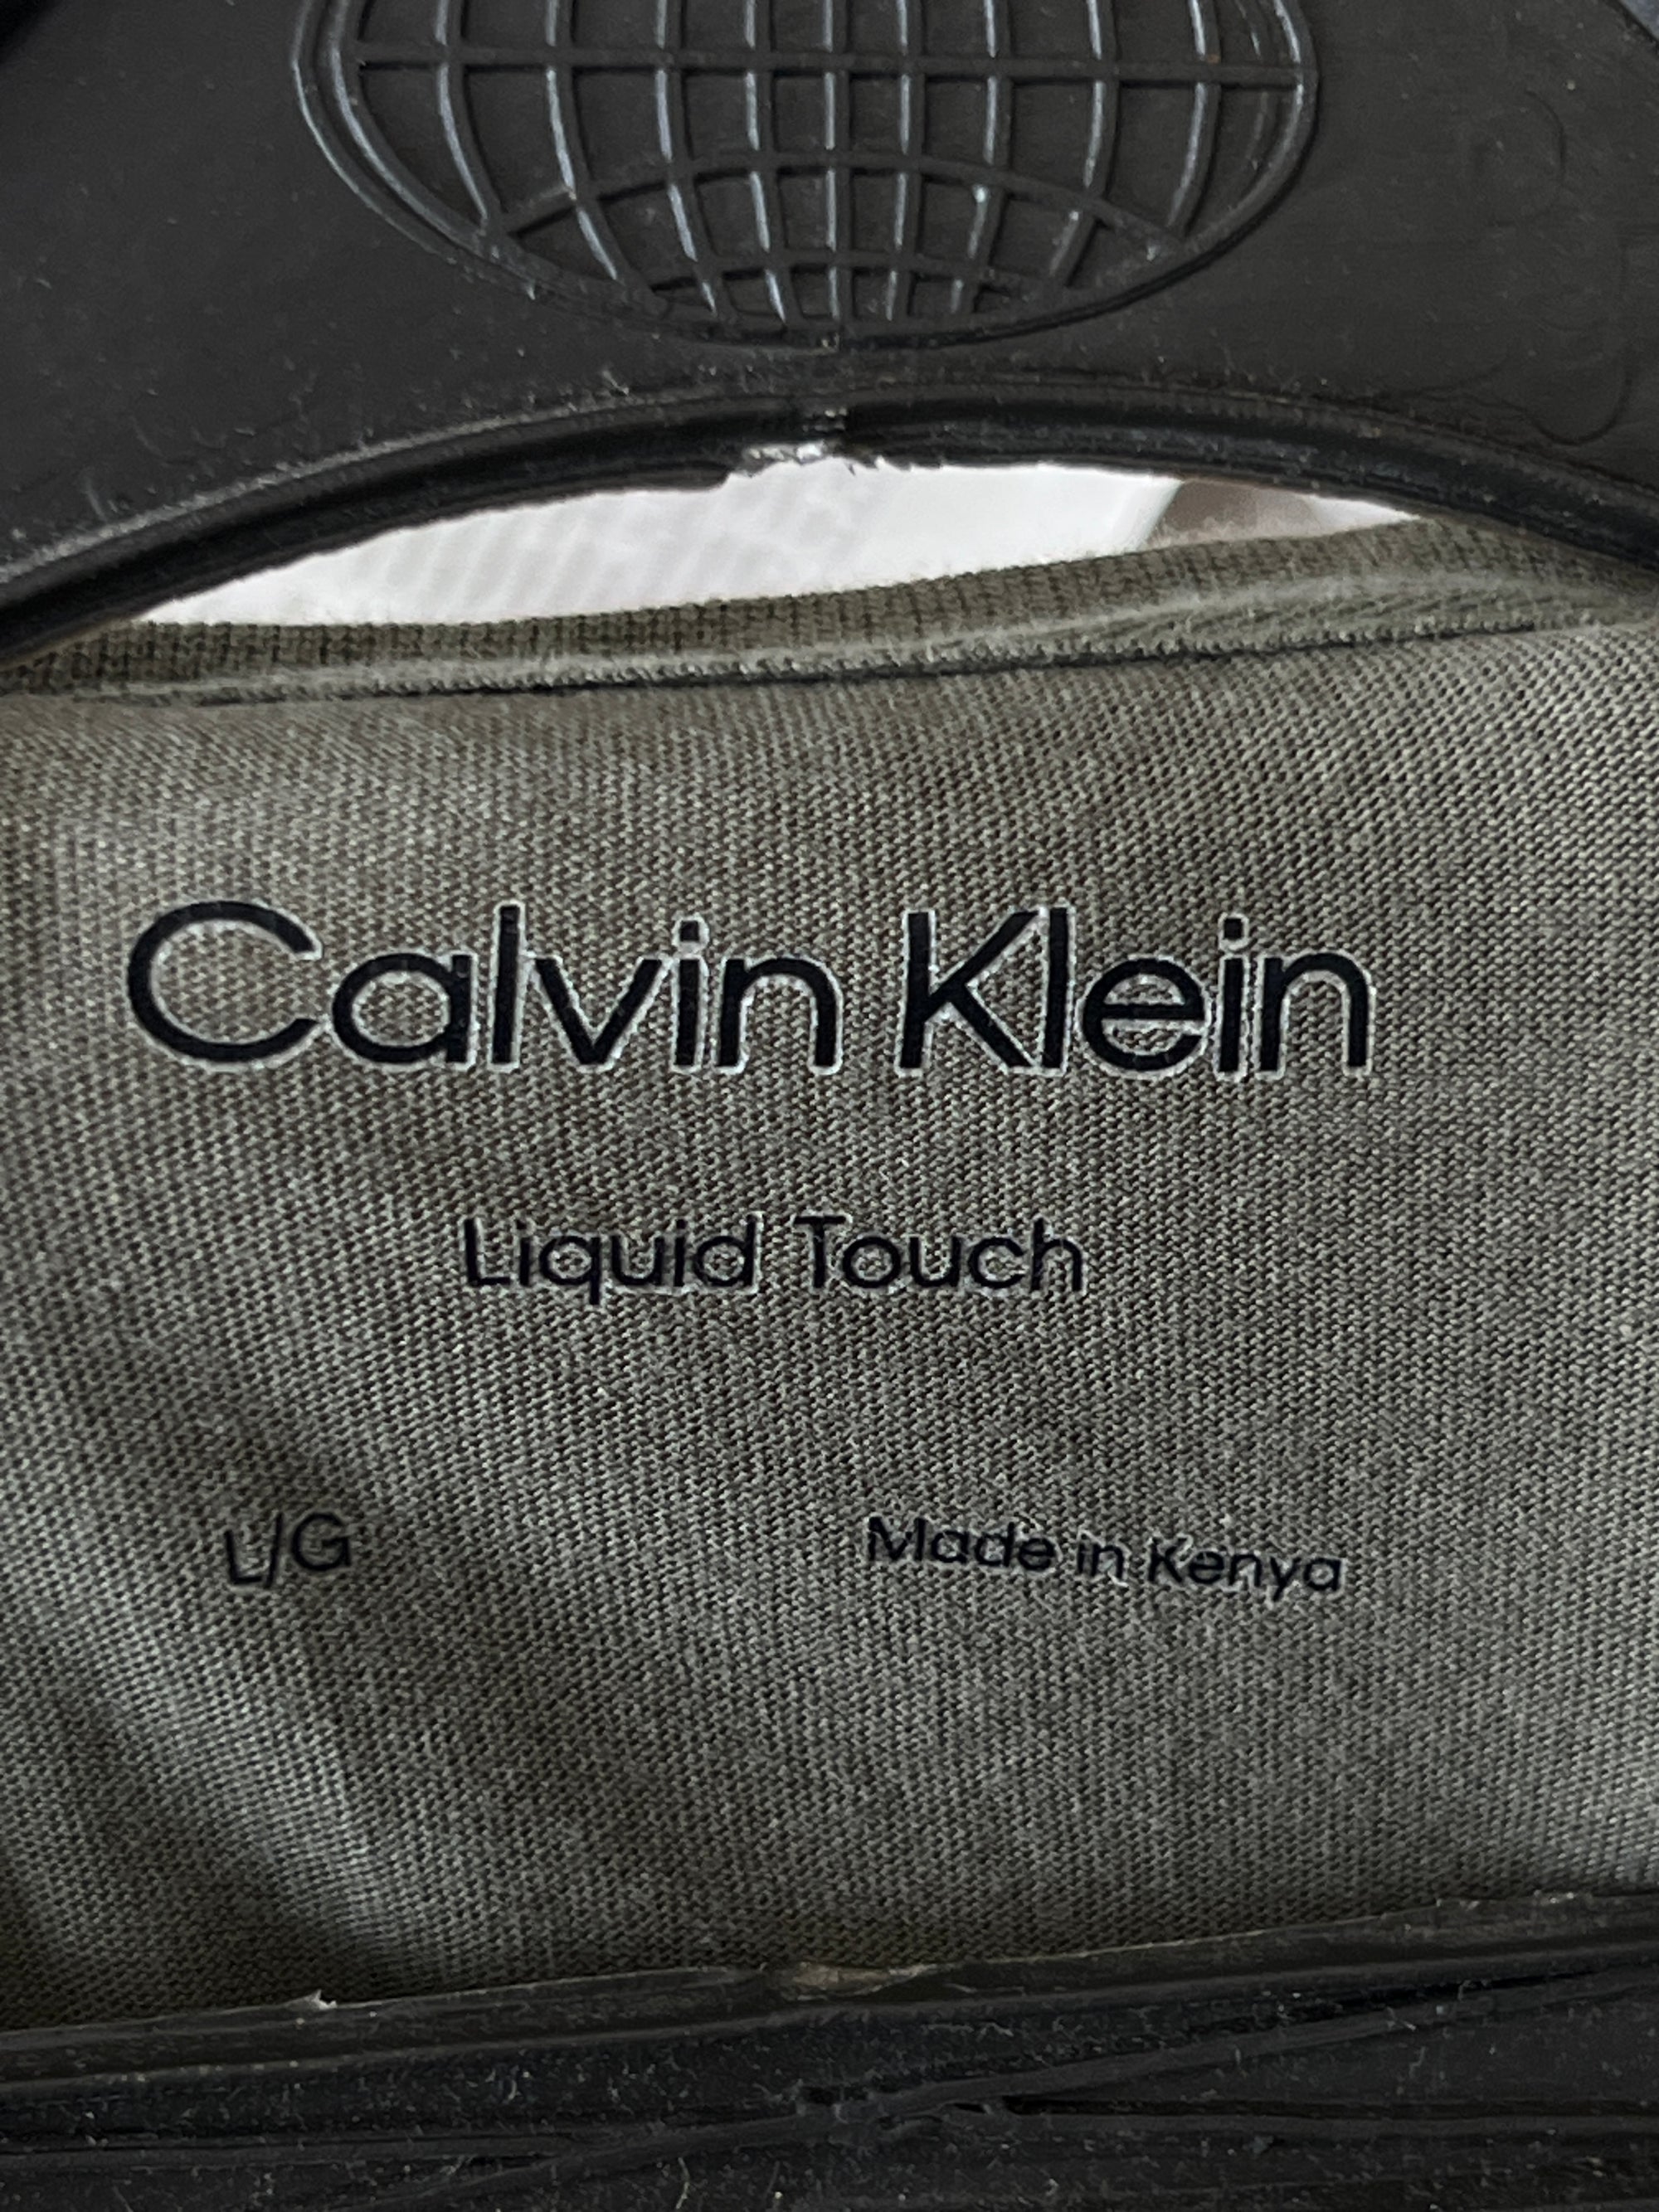 Calvin Klein
Liquid Touch
L/G Made in Kenya